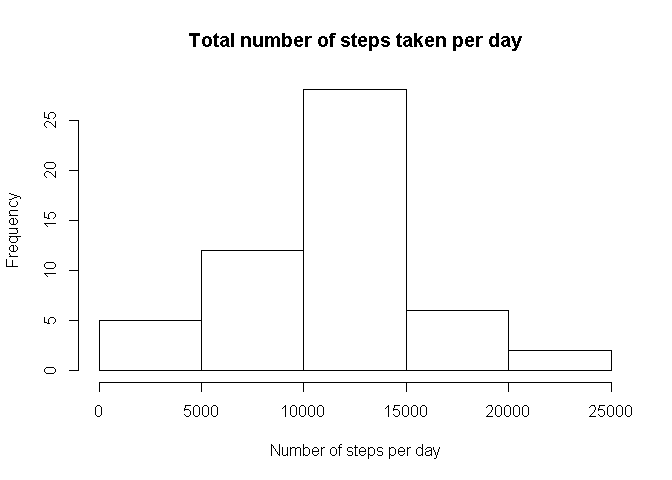 Total number of steps taken per day
Frequency
25
20
15
10
5
0
0 5000 10000 15000 20000 25000
Number of steps per day